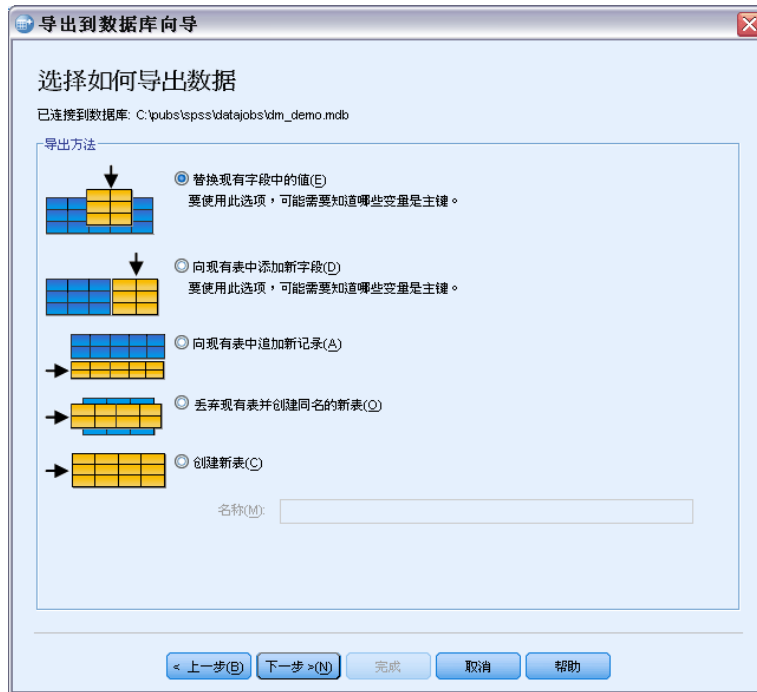 导出到数据库向导
选择如何导出数据
已连接到数据库: C:\pubs\spss\datajobs\dm_demo.mdb
导出方法
替换现有字段中的值(E)
要使用此选项，可能需要知道哪些变量是主键。
向现有表中添加新字段(D)
要使用此选项，可能需要知道哪些变量是主键。
向现有表中追加新记录(A)
丢弃现有表并创建同名的新表(O)
创建新表(C)
名称(M):
< 上一步(B) 下一步 >(N) 完成 取消 帮助